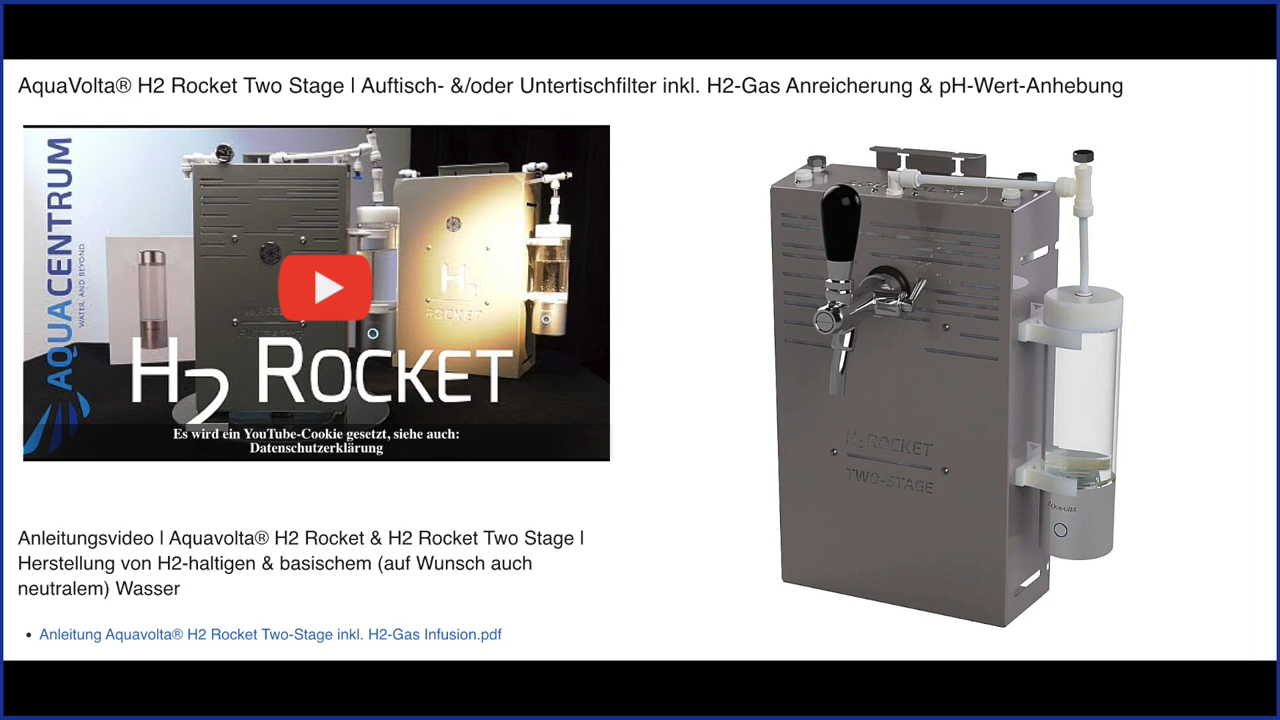 AquaVolta® H2 Rocket Two Stage | Auftisch- &/oder Untertischfilter inkl. H2-Gas Anreicherung & pH-Wert-Anhebung
AQUACENTRUM
WATER. AND BEYOND.
H2
ROCKET
H2 ROCKET
Es wird ein YouTube-Cookie gesetzt, siehe auch:
Datenschutzerklärung
H2ROCKET
TWO-STAGE
AquaVolta
Anleitungsvideo | Aquavolta® H2 Rocket & H2 Rocket Two Stage |
Herstellung von H2-haltigen & basischem (auf Wunsch auch
neutralem) Wasser
• Anleitung Aquavolta® H2 Rocket Two-Stage inkl. H2-Gas Infusion.pdf